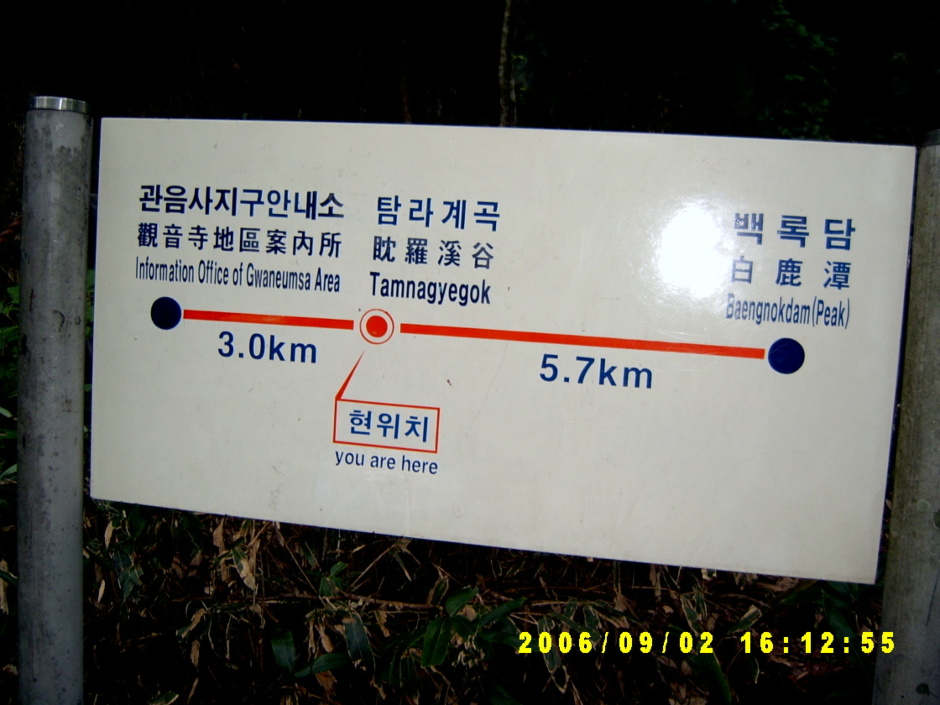 관음사지구안내소
觀音寺地區案內所
Information Office of Gwaneumsa Area
탐라계곡
眈羅溪谷
Tamnagyegok
백록담
白鹿潭
Baengnokdam(Peak)
3.0km
5.7km
현위치
you are here
2006/09/02 16:12:55